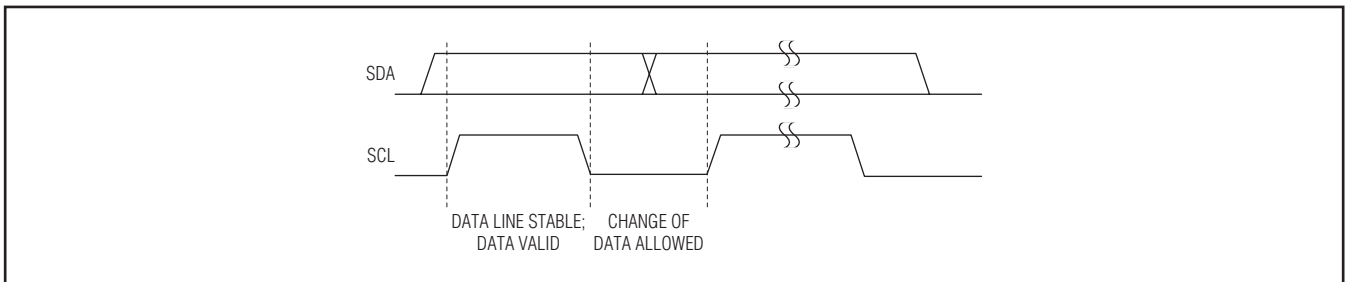 SDA
SCL
DATA LINE STABLE;
DATA VALID
CHANGE OF
DATA ALLOWED